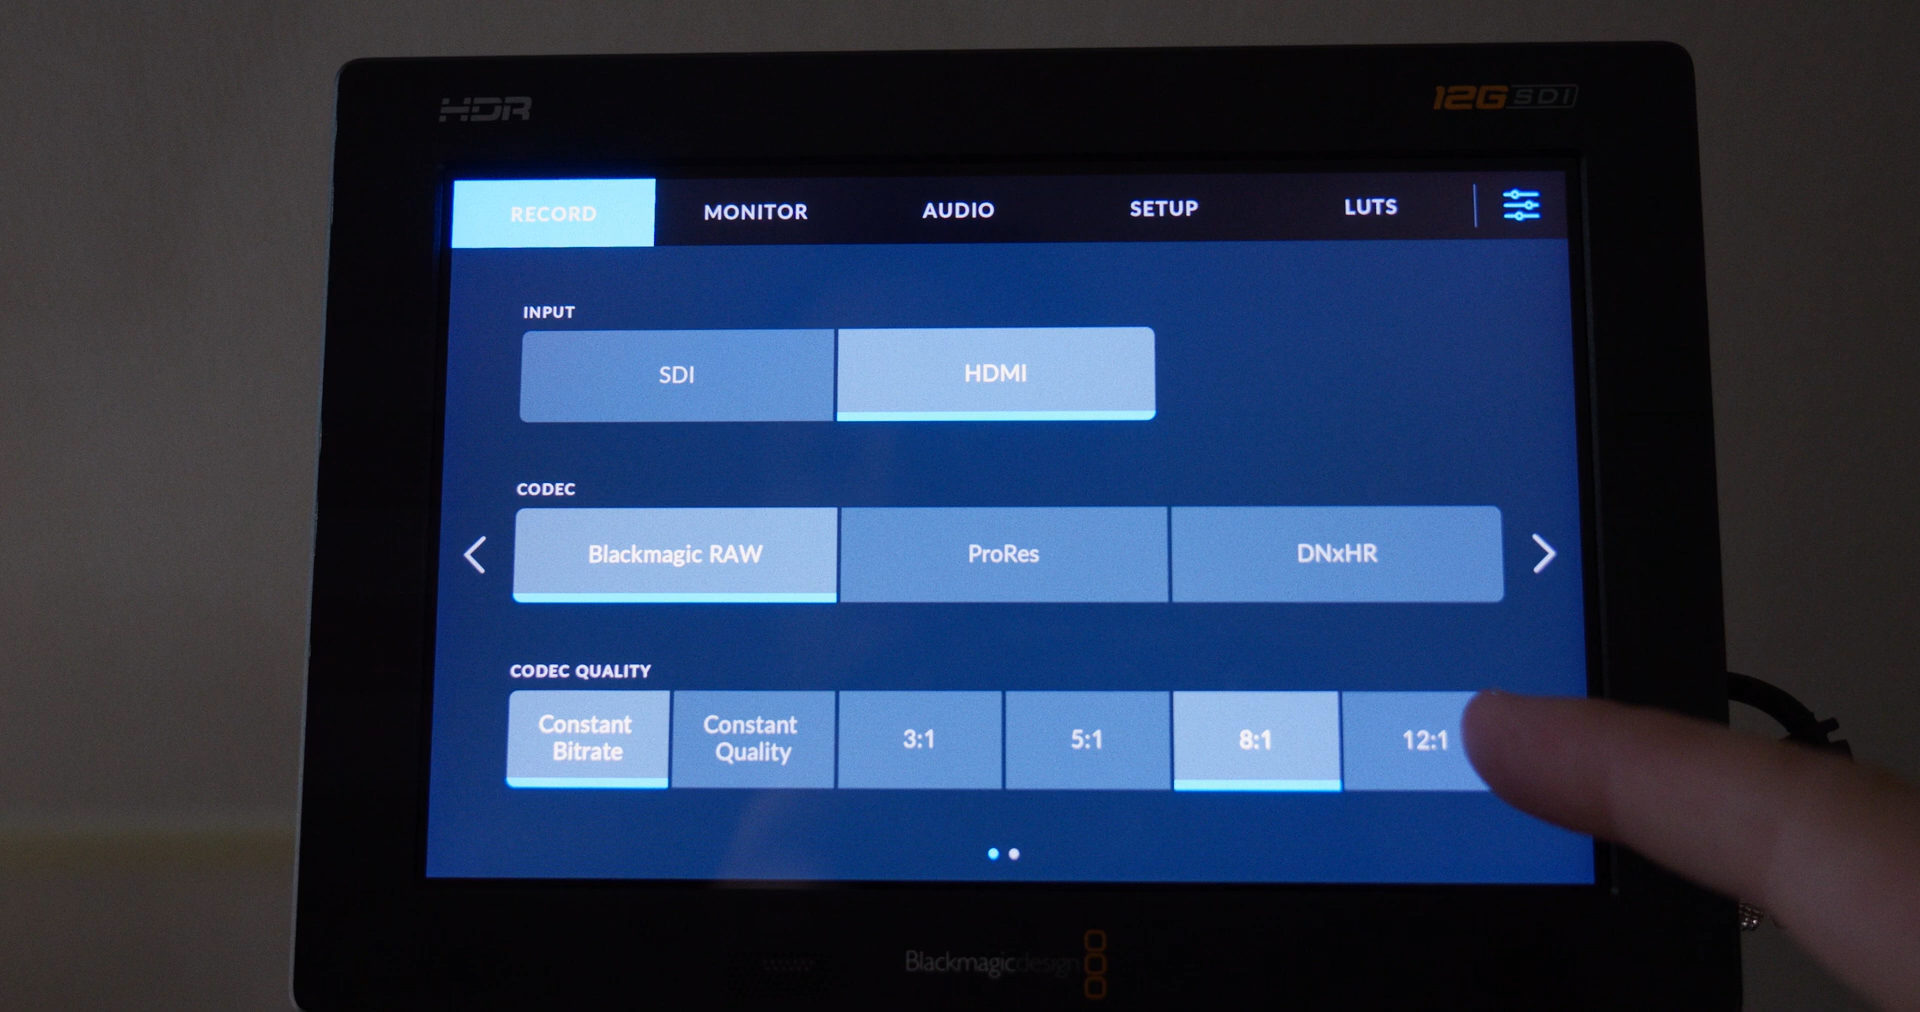 HDR
12G SDI
RECORD MONITOR AUDIO SETUP LUTS
INPUT
SDI HDMI
CODEC
Blackmagic RAW ProRes DNxHR
CODEC QUALITY
Constant Bitrate Constant Quality 3:1 5:1 8:1 12:1
Blackmagicdesign